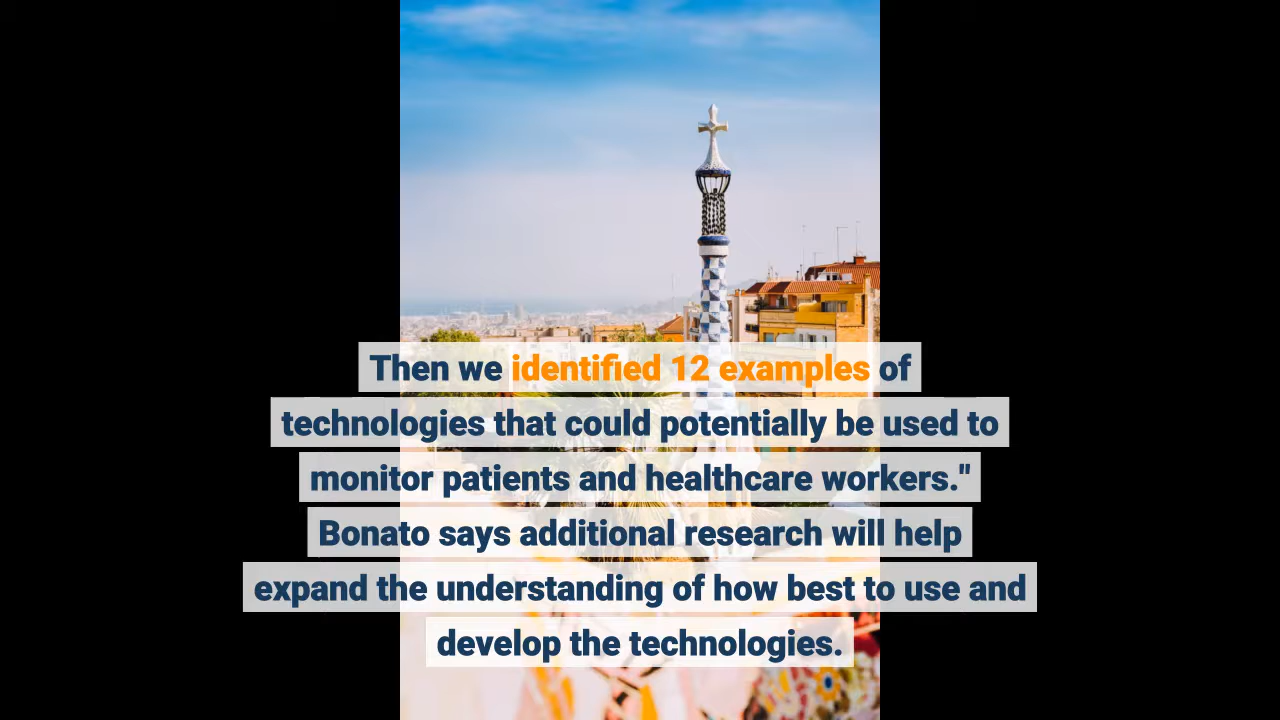 Then we identified 12 examples of
technologies that could potentially be used to
monitor patients and healthcare workers."
Bonato says additional research will help
expand the understanding of how best to use and
develop the technologies.